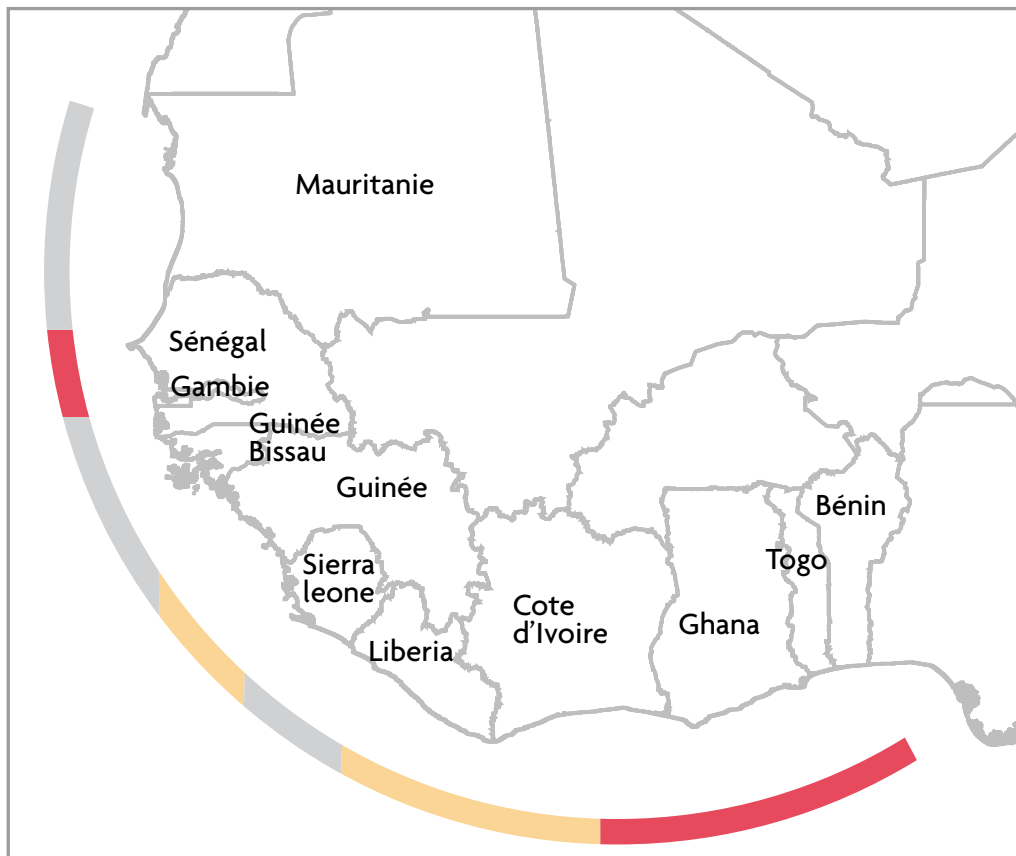 Mauritanie
Sénégal
Gambie
Guinée
Bissau
Guinée
Bénin
Sierra
leone
Togo
Cote
d'Ivoire
Ghana
Liberia